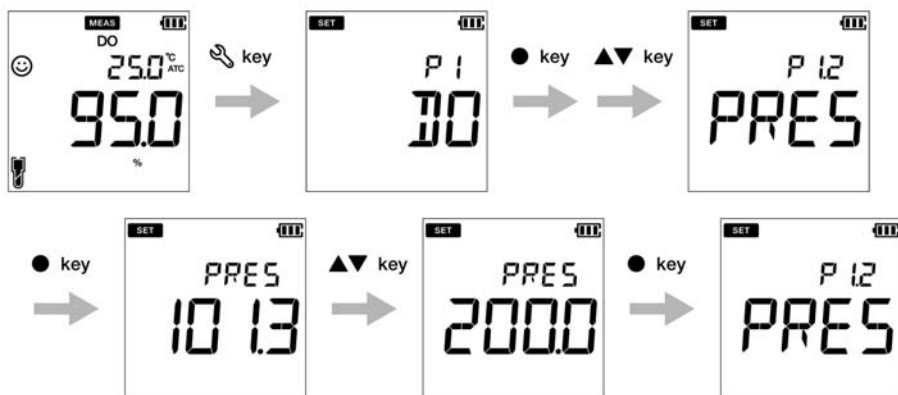 MEAS
DO
25.0 °C
ATC
95.0
%
key
SET
P1
DO
key
key
SET
P1.2
PRES
key
SET
PRES
101.3
key
SET
PRES
200.0
key
SET
P1.2
PRES